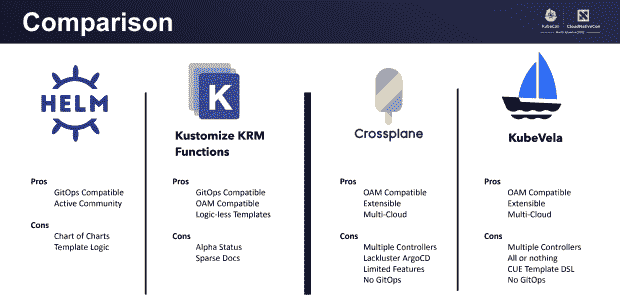 Comparison
KubeCon
CloudNativeCon
HELM
Pros
GitOps Compatible
Active Community
Cons
Chart of Charts
Template Logic
K
Kustomize KRM
Functions
Pros
GitOps Compatible
OAM Compatible
Logic-less Templates
Cons
Alpha Status
Sparse Docs
Crossplane
Pros
OAM Compatible
Extensible
Multi-Cloud
Cons
Multiple Controllers
Lackluster ArgoCD
Limited Features
No GitOps
KubeVela
Pros
OAM Compatible
Extensible
Multi-Cloud
Cons
Multiple Controllers
All or nothing
CUE Template DSL
No GitOps